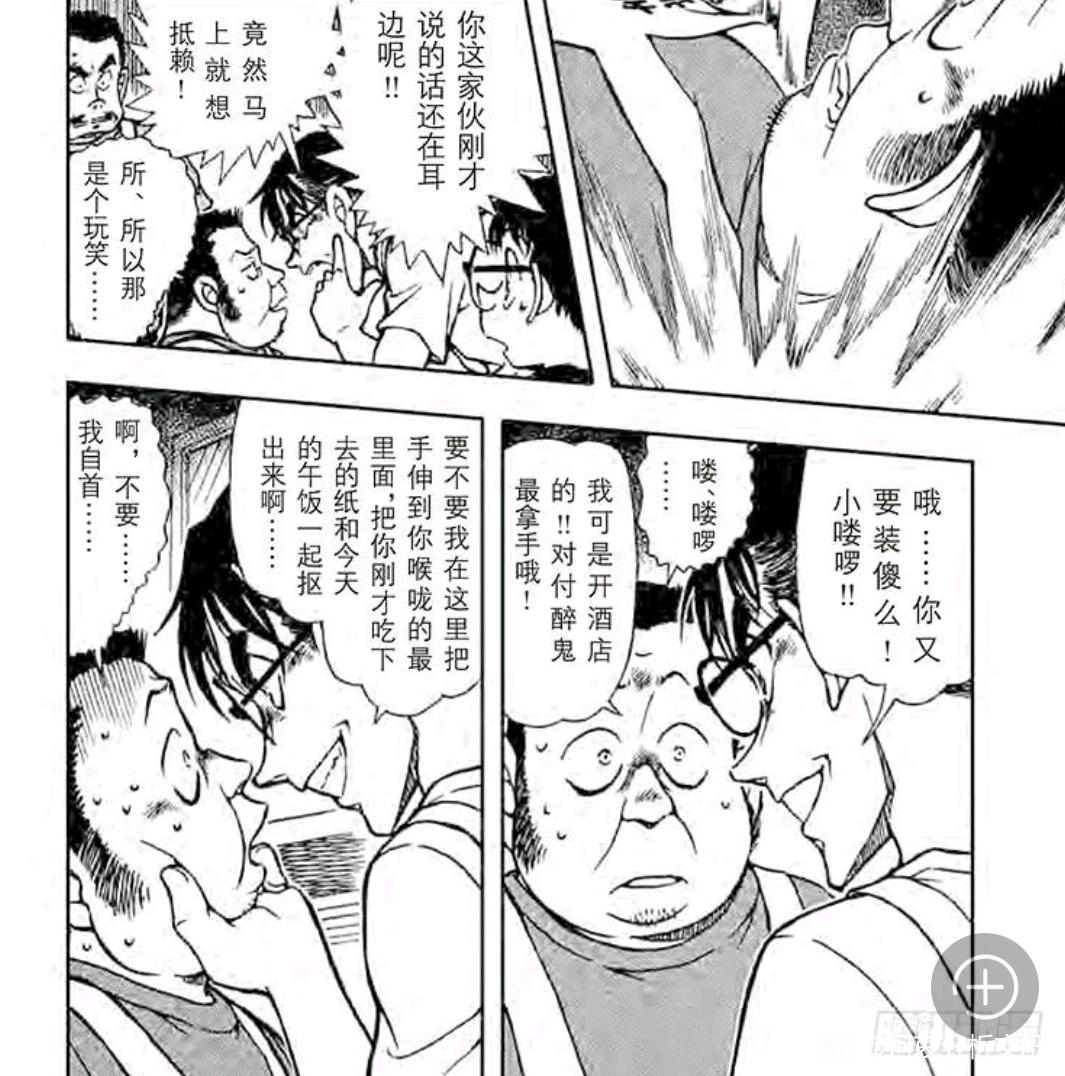 你这家伙刚才
说的话还在耳
边呢!!
竟然马
上就想
抵赖！
所、所以那
是个玩笑……
哦……你又
要装傻么！
小喽啰!!
喽、喽啰
……
我可是开酒店
的!!对付醉鬼
最拿手哦！
要不要我在这里把
手伸到你喉咙的最
里面，把你刚才吃下
去的纸和今天
的午饭一起抠
出来啊……
啊，不要……
我自首……